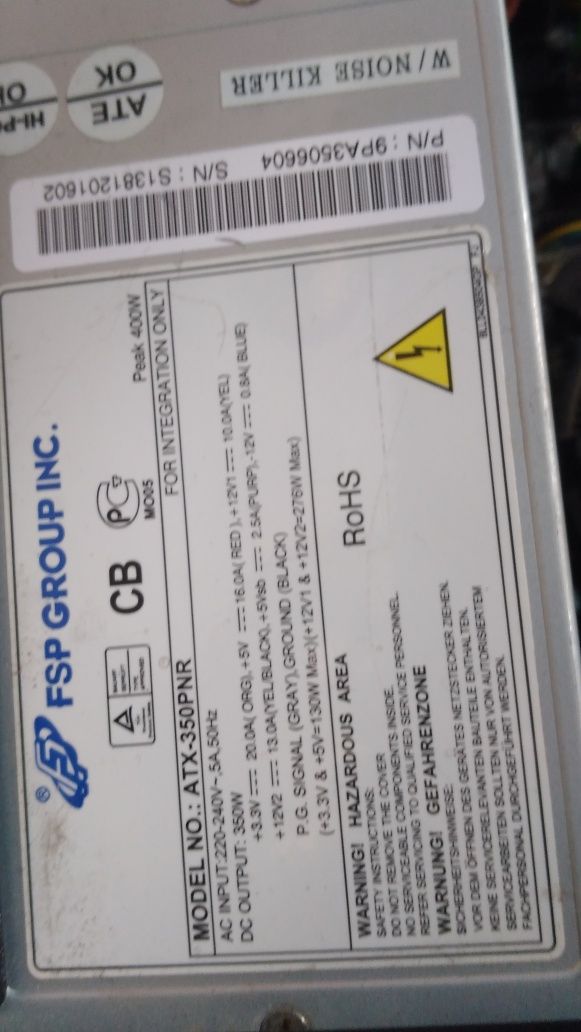 W/ NOISE KILLER
ATE
OK
HI-P
P/N : 9PA3506604
S/N : S1381201602
® FSP GROUP INC.
CB
MO05
Peak 400W
FOR INTEGRATION ONLY
MODEL NO.: ATX-350PNR
AC INPUT:220-240V~,5A,50Hz
DC OUTPUT: 350W
+3.3V ⎓ 20.0A( ORG),+5V ⎓ 16.0A( RED ),+12V1 ⎓ 10.0A(YEL)
+12V2 ⎓ 13.0A(YEL/BLACK),+5Vsb ⎓ 2.5A(PURP),-12V ⎓ 0.8A( BLUE)
P.G. SIGNAL (GRAY),GROUND (BLACK)
(+3.3V & +5V=130W Max)(+12V1 & +12V2=276W Max)
WARNING! HAZARDOUS AREA
SAFETY INSTRUCTIONS:
DO NOT REMOVE THE COVER
NO SERVICEABLE COMPONENTS INSIDE.
REFER SERVICING TO QUALIFIED SERVICE PERSONNEL.
WARNUNG! GEFAHRENZONE
SICHERHEITSHINWEISE:
VOR DEM ÖFFNEN DES GERÄTES NETZSTECKER ZIEHEN.
KEINE SERVICERELEVANTEN BAUTEILE ENTHALTEN.
SERVICEARBEITEN SOLLTEN NUR VON AUTORISIERTEM
FACHPERSONAL DURCHGEFÜHRT WERDEN.
RoHS